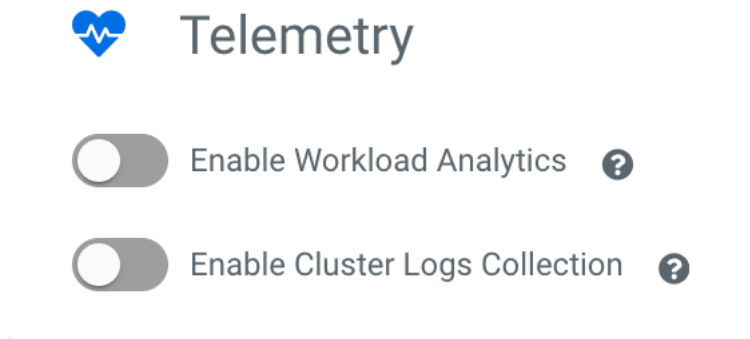 Telemetry
Enable Workload Analytics ?
Enable Cluster Logs Collection ?